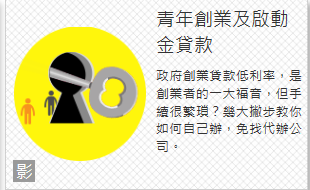 青年創業及啟動
金貸款
政府創業貸款低利率，是
創業者的一大福音，但手
續很繁瑣？幾大撇步教你
如何自己辦，免找代辦公
司。
影